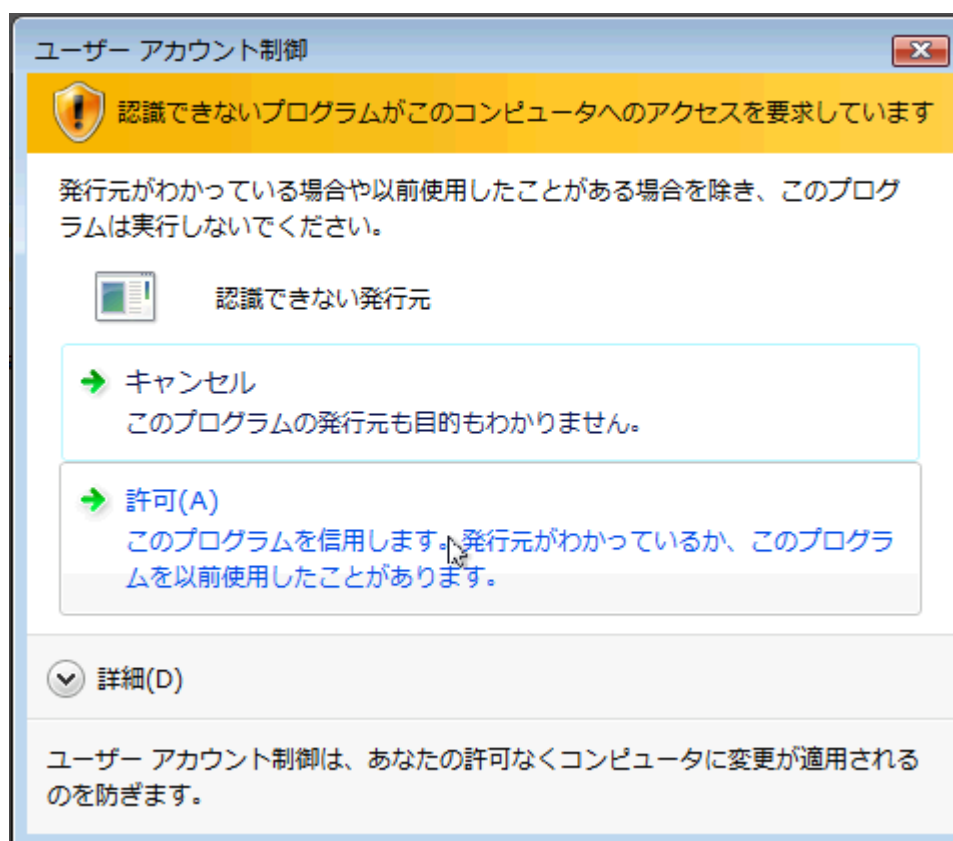 ユーザー アカウント制御
認識できないプログラムがこのコンピュータへのアクセスを要求しています
発行元がわかっている場合や以前使用したことがある場合を除き、このプログ
ラムは実行しないでください。
認識できない発行元
キャンセル
このプログラムの発行元も目的もわかりません。
許可(A)
このプログラムを信用します。発行元がわかっているか、このプログラ
ムを以前使用したことがあります。
詳細(D)
ユーザー アカウント制御は、あなたの許可なくコンピュータに変更が適用される
のを防ぎます。